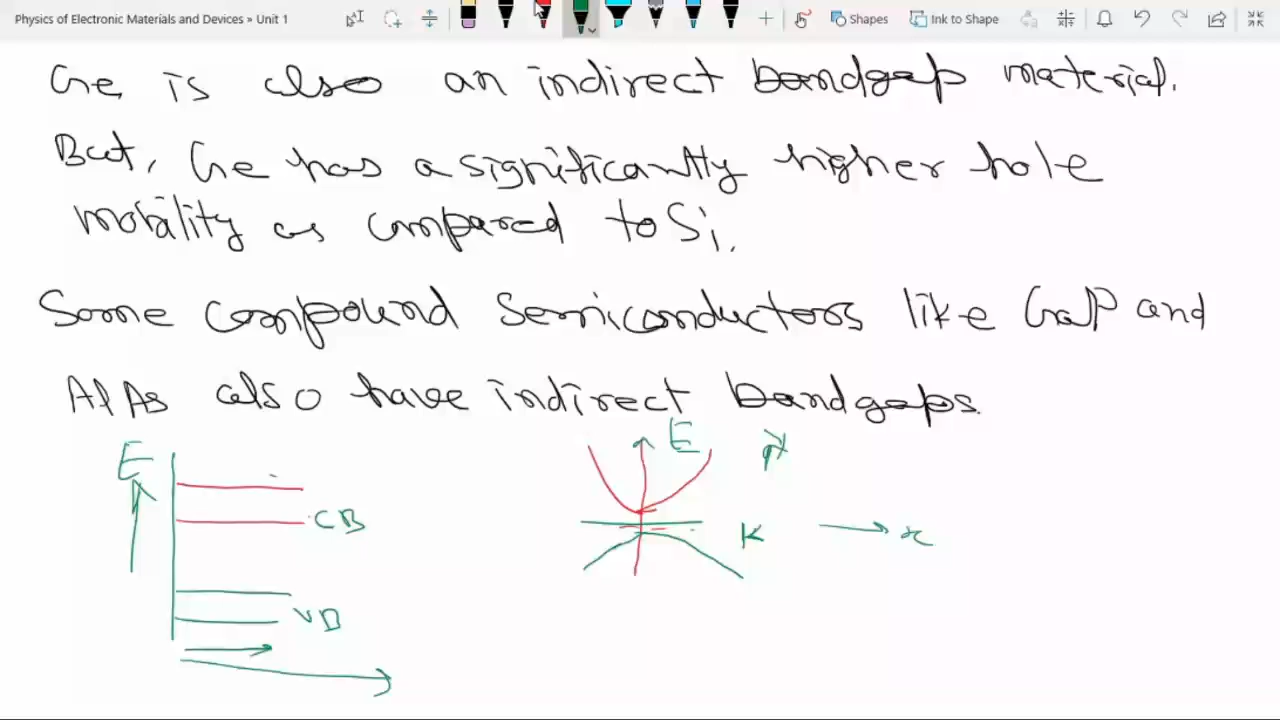 Physics of Electronic Materials and Devices » Unit 1
Shapes
Ink to Shape
Ge is also an indirect bandgap material.
But, Ge has a significantly higher hole
mobility as compared to Si.
Some compound semiconductors like GaP and
AlAs also have indirect bandgaps.
E
CB
VB
E
K
x